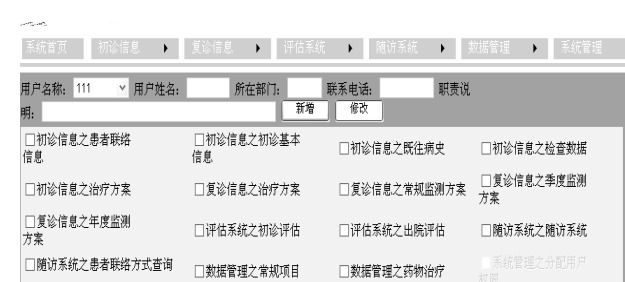 系统首页 初诊信息 复诊信息 评估系统 随访系统 数据管理 系统管理
用户名称: 111 用户姓名: 所在部门: 联系电话: 职责说
明: 新增 修改
初诊信息之患者联络 初诊信息之初诊基本
信息 信息 初诊信息之既往病史 初诊信息之检查数据
初诊信息之治疗方案 复诊信息之治疗方案 复诊信息之常规监测方案 复诊信息之季度监测
方案
复诊信息之年度监测
方案 评估系统之初诊评估 评估系统之出院评估 随访系统之随访系统
随访系统之患者联络方式查询 数据管理之常规项目 数据管理之药物治疗 系统管理之分配用户
权限